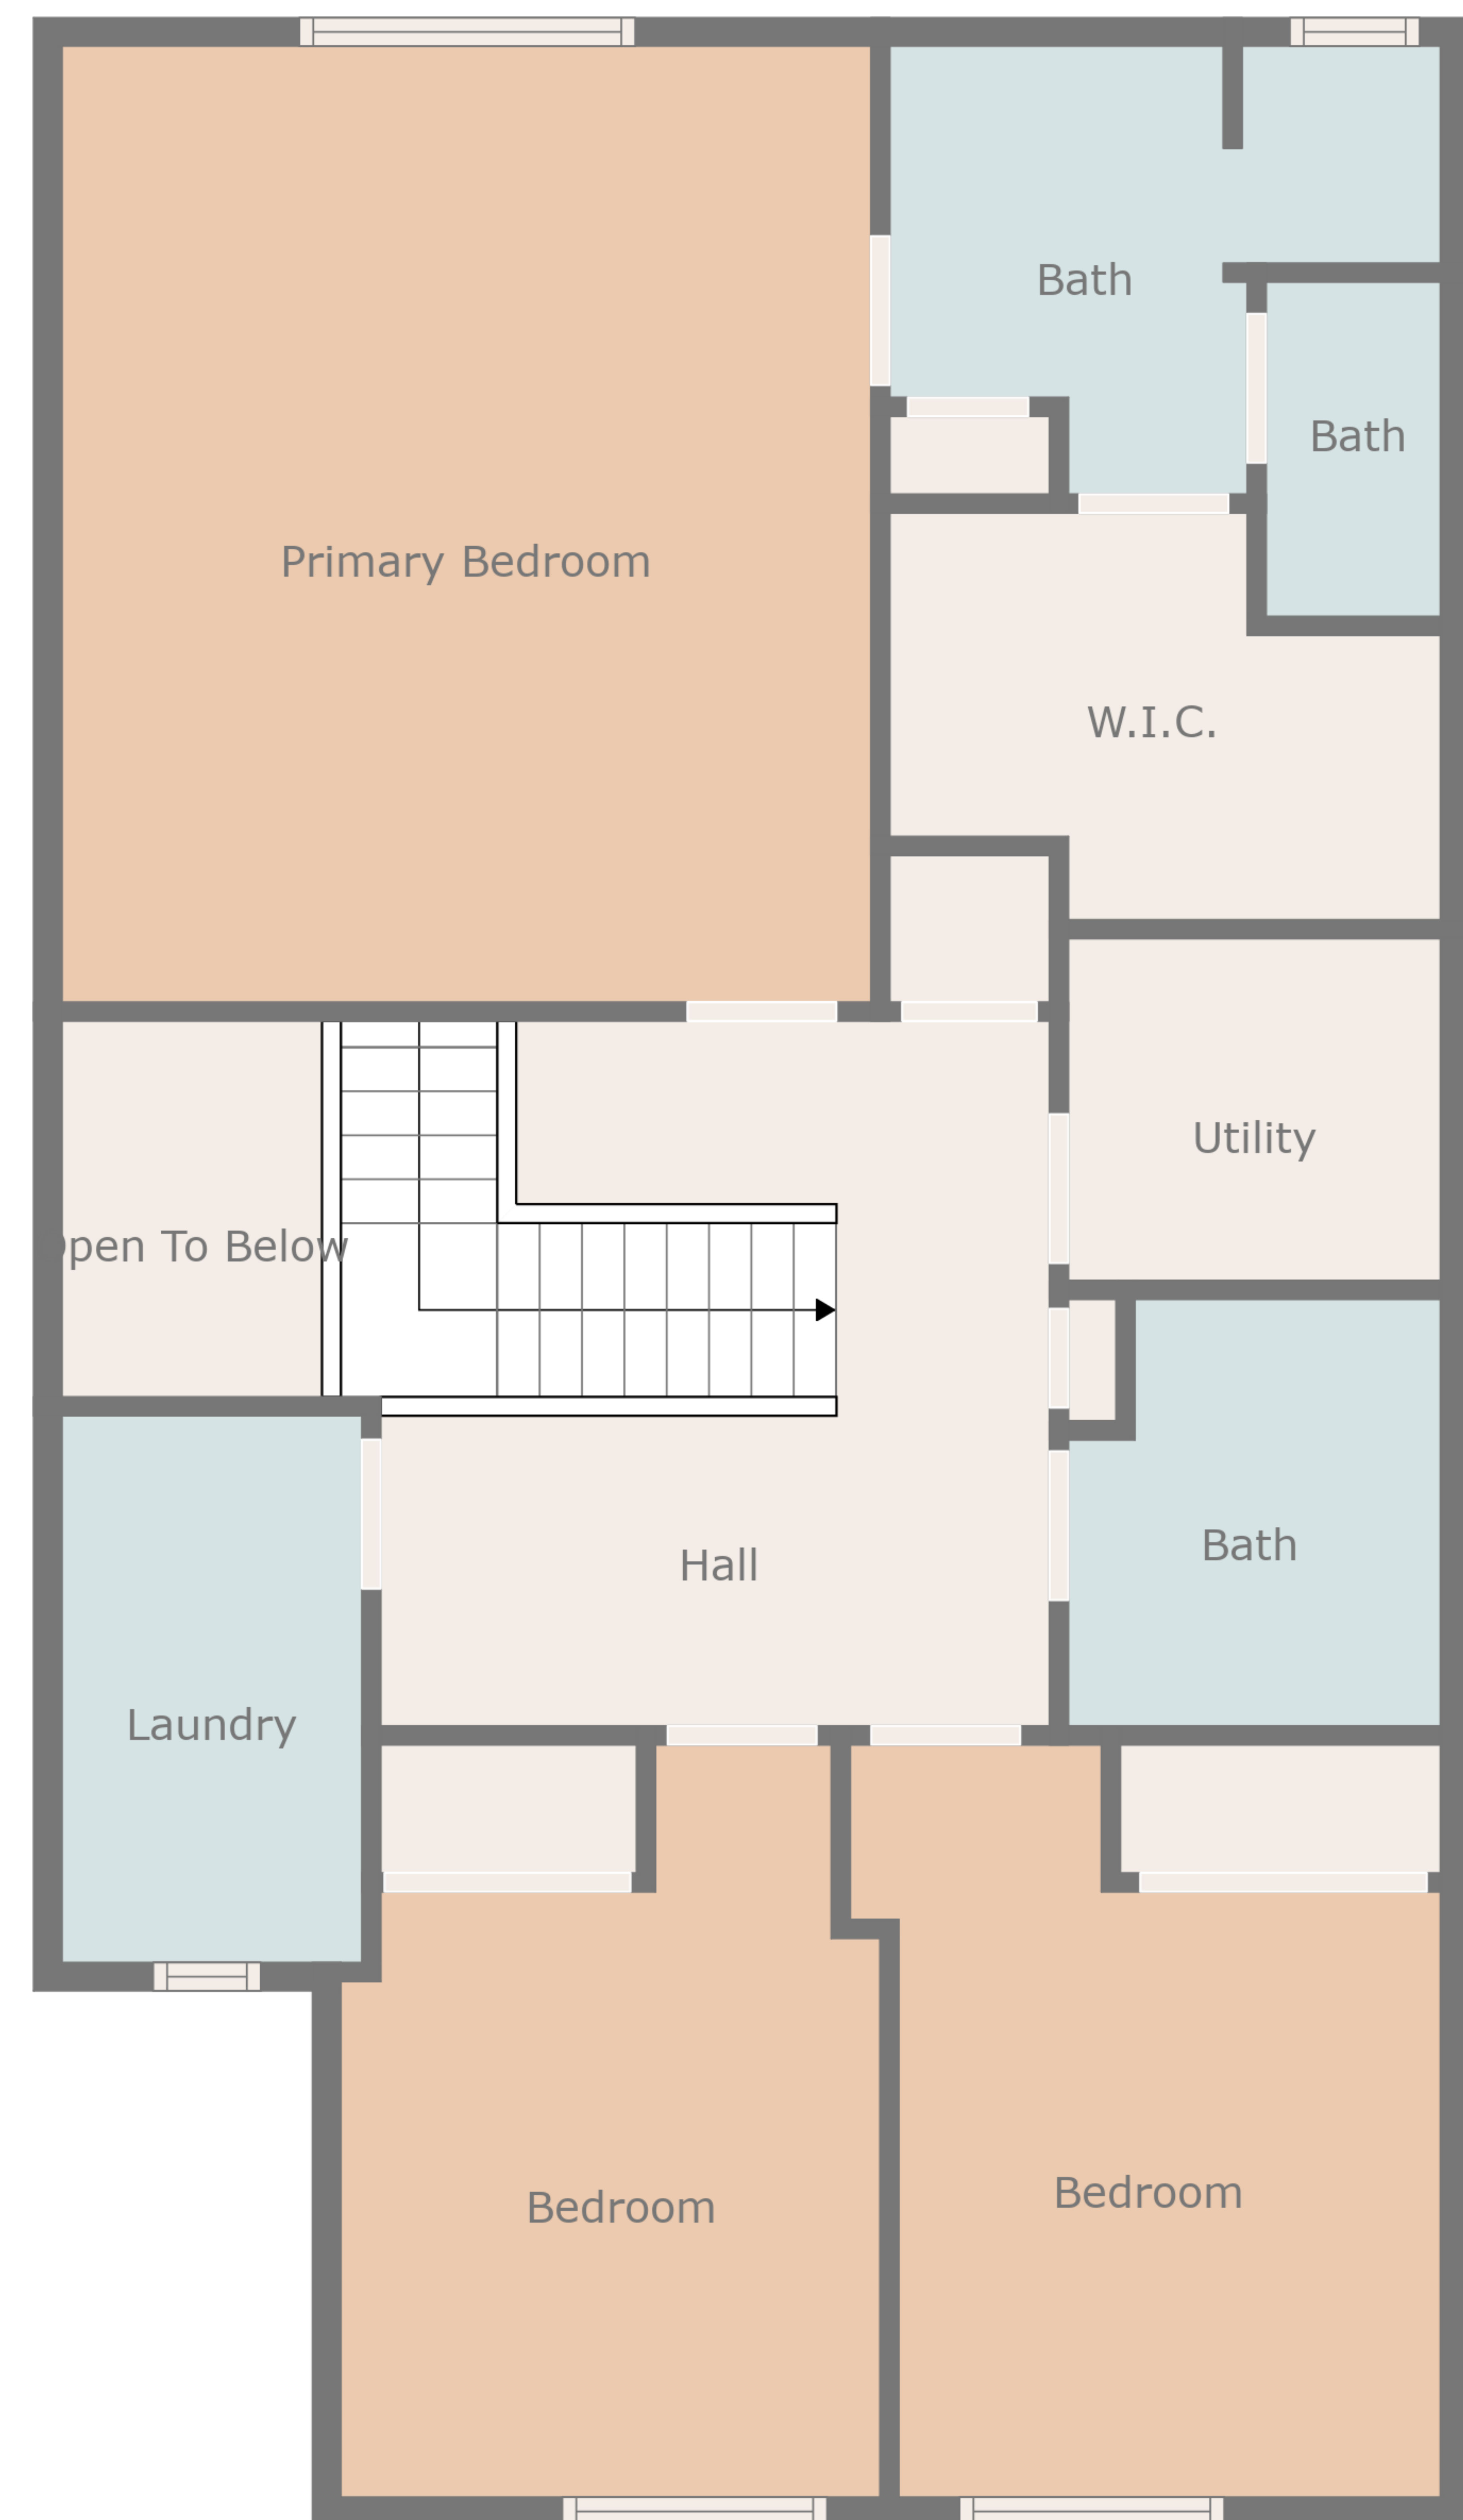 Bath
Bath
Primary Bedroom
W.I.C.
Utility
pen To Below
Bath
Hall
Laundry
Bedroom
Bedroom